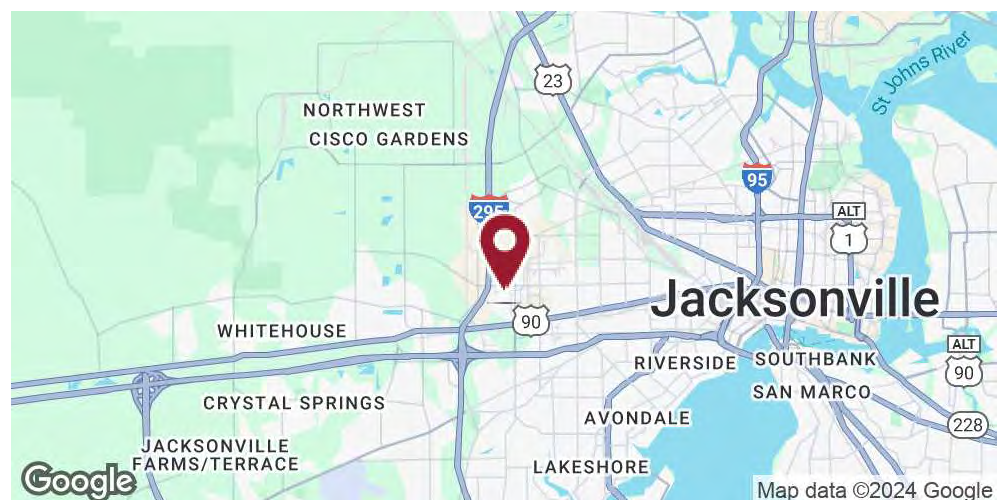 St Johns River
23
NORTHWEST
CISCO GARDENS
95
295
ALT
1
Jacksonville
90
WHITEHOUSE
ALT
90
RIVERSIDE
SOUTHBANK
SAN MARCO
CRYSTAL SPRINGS
AVONDALE
228
JACKSONVILLE
FARMS/TERRACE
LAKESHORE
Google
Map data ©2024 Google